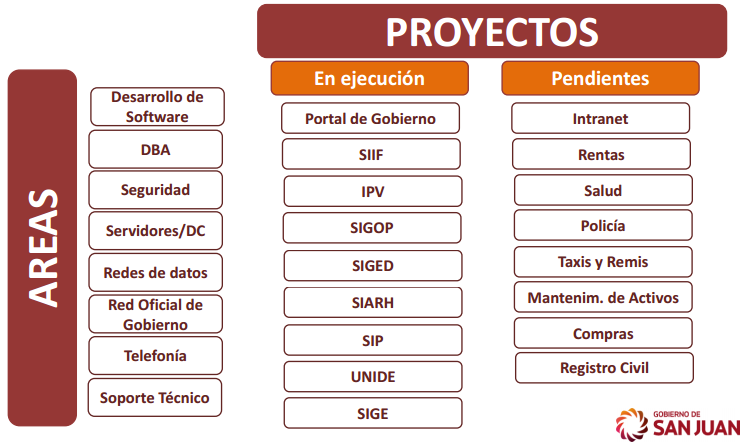 PROYECTOS
AREAS
Desarrollo de
Software
DBA
Seguridad
Servidores/DC
Redes de datos
Red Oficial de
Gobierno
Telefonía
Soporte Técnico
En ejecución
Portal de Gobierno
SIIF
IPV
SIGOP
SIGED
SIARH
SIP
UNIDE
SIGE
Pendientes
Intranet
Rentas
Salud
Policía
Taxis y Remis
Mantenim. de Activos
Compras
Registro Civil
GOBIERNO DE
SAN JUAN